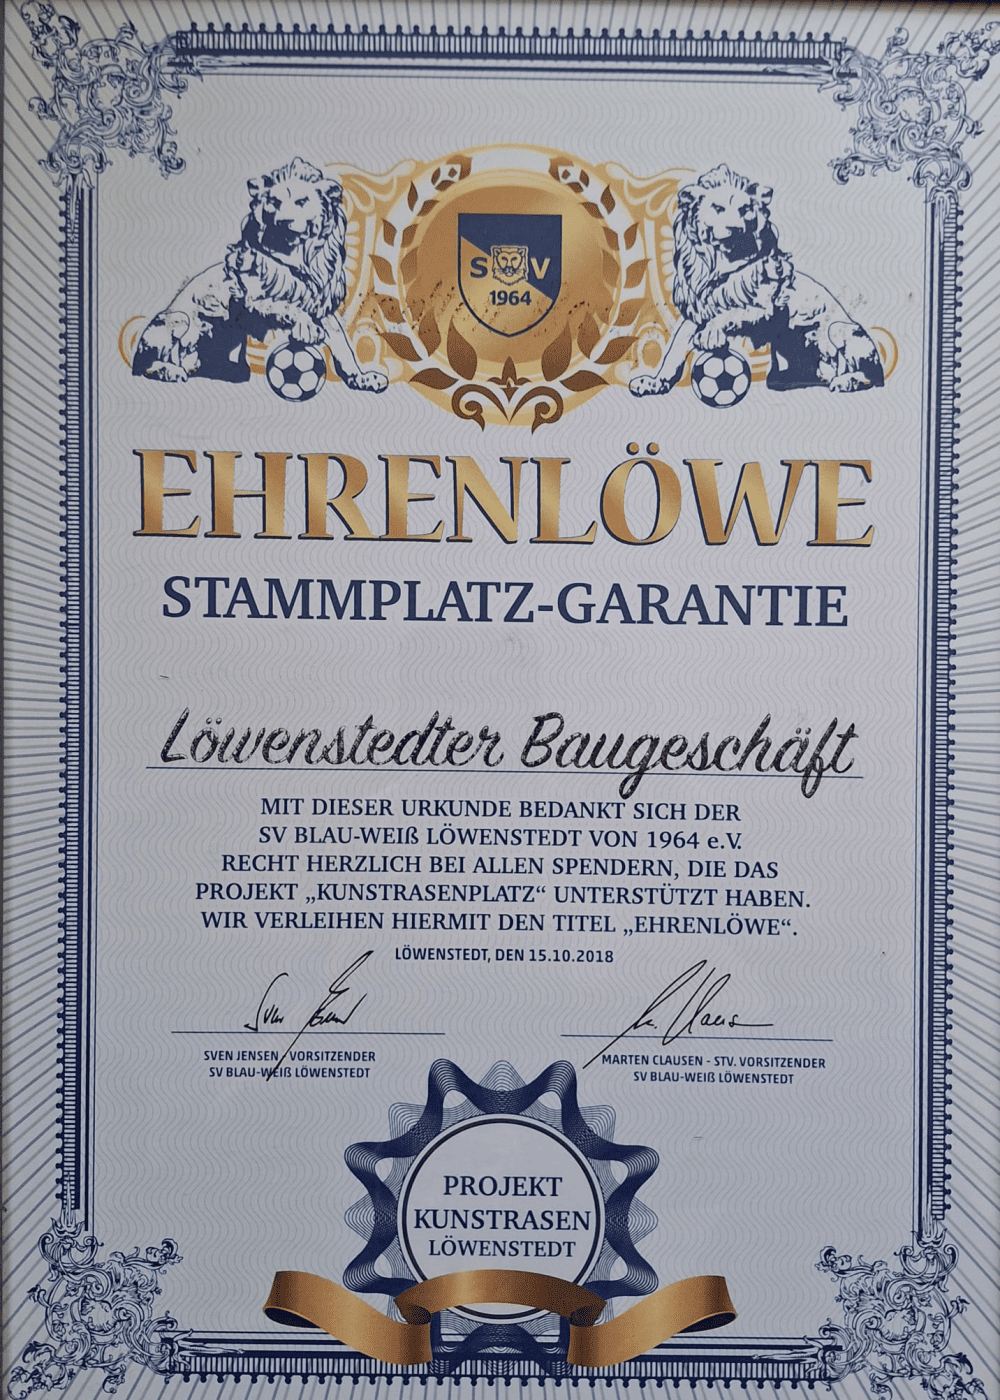 S V
1964
EHRENLÖWE
STAMMPLATZ-GARANTIE
Löwenstedter Baugeschäft
MIT DIESER URKUNDE BEDANKT SICH DER
SV BLAU-WEIß LÖWENSTEDT VON 1964 e.V.
RECHT HERZLICH BEI ALLEN SPENDERN, DIE DAS
PROJEKT „KUNSTRASENPLATZ“ UNTERSTÜTZT HABEN.
WIR VERLEIHEN HIERMIT DEN TITEL „EHRENLÖWE“.
LÖWENSTEDT, DEN 15.10.2018
SVEN JENSEN / VORSITZENDER
SV BLAU-WEIß LÖWENSTEDT
MARTEN CLAUSEN - STV. VORSITZENDER
SV BLAU-WEIß LÖWENSTEDT
PROJEKT
KUNSTRASEN
LÖWENSTEDT